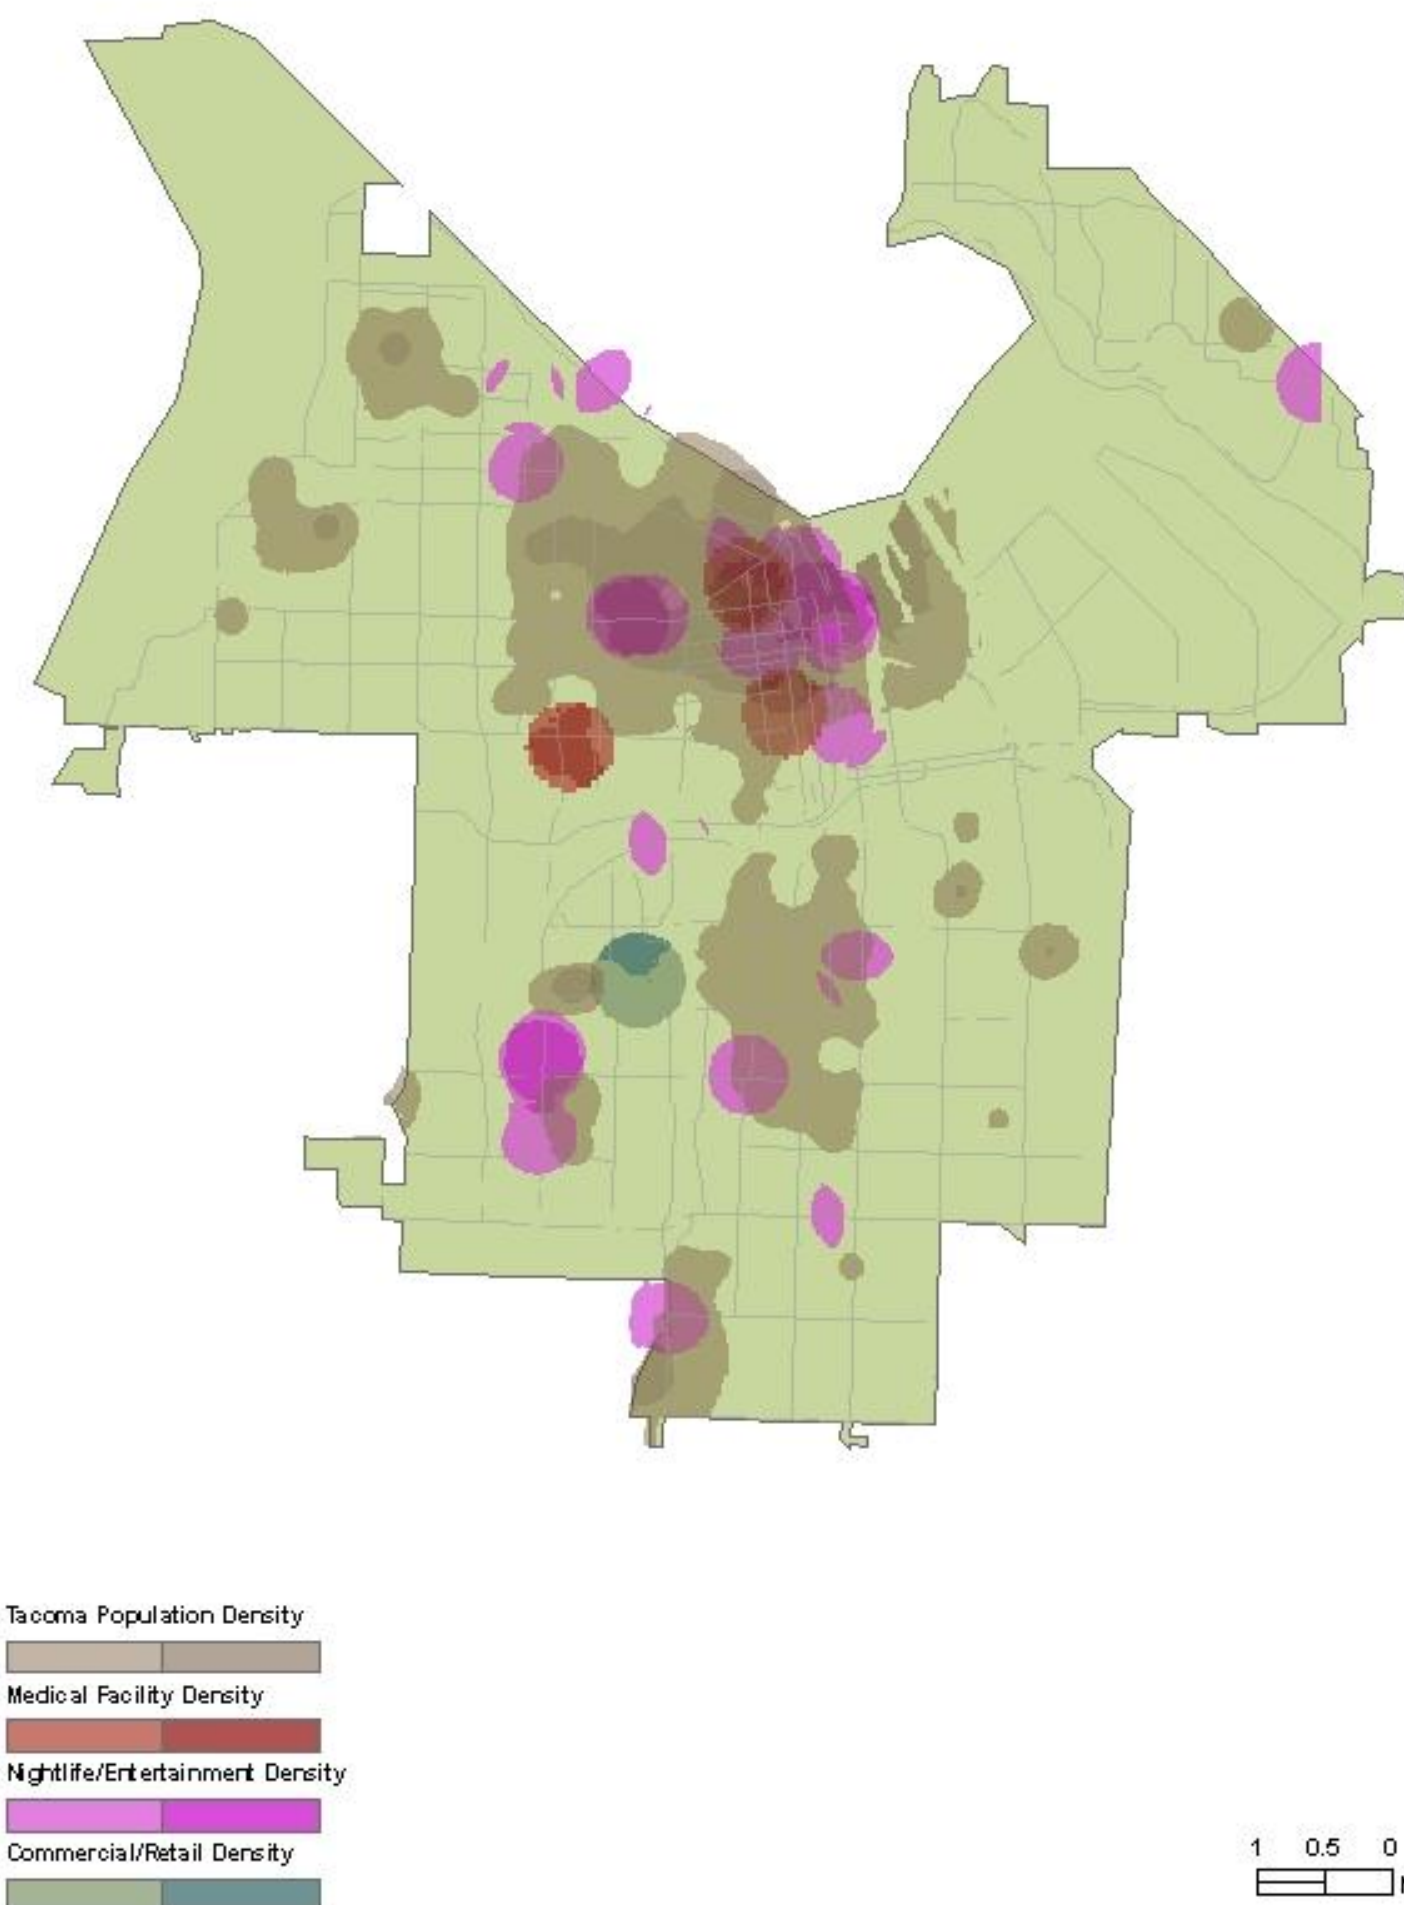 Tacoma Population Density
Medical Facility Density
Nightlife/Entertainment Density
Commercial/Retail Density
1 0.5 0